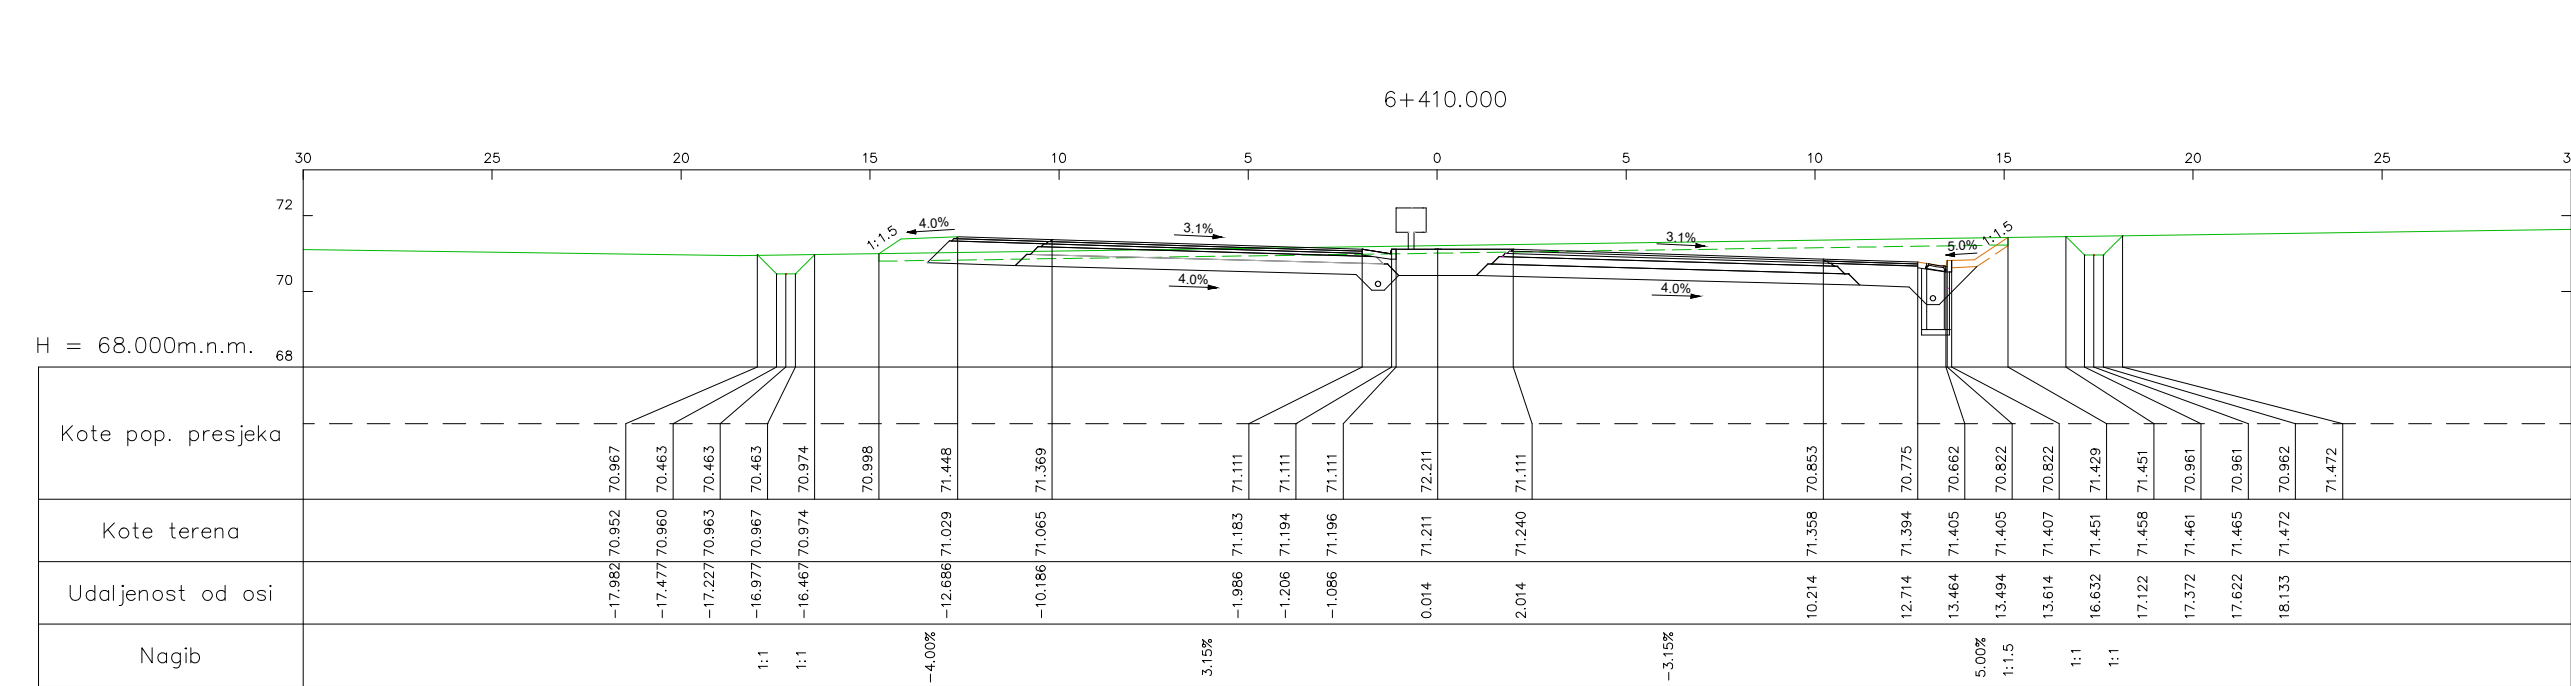 6+410.000
30 25 20 15 10 5 0 5 10 15 20 25 3
72
70
H = 68.000m.n.m. 68
1:1.5 4.0% 3.1% 3.1% 5.0% 1:1.5
4.0% 4.0%
Kote pop. presjeka 70.967 70.463 70.463 70.463 70.974 70.998 71.448 71.369 71.111 71.111 71.111 72.211 71.111 70.853 70.775 70.662 70.822 70.822 71.429 71.451 70.961 70.961 70.962 71.472
Kote terena 70.952 70.960 70.963 70.967 70.974 71.029 71.065 71.183 71.194 71.196 71.211 71.240 71.358 71.394 71.405 71.405 71.407 71.451 71.458 71.461 71.465 71.472
Udaljenost od osi -17.982 -17.477 -17.227 -16.977 -16.467 -12.686 -10.186 -1.986 -1.206 -1.086 0.014 2.014 10.214 12.714 13.464 13.494 13.614 16.632 17.122 17.372 17.622 18.133
Nagib 1:1 1:1 -4.00% 3.15% -3.15% 5.00% 1:1.5 1:1 1:1